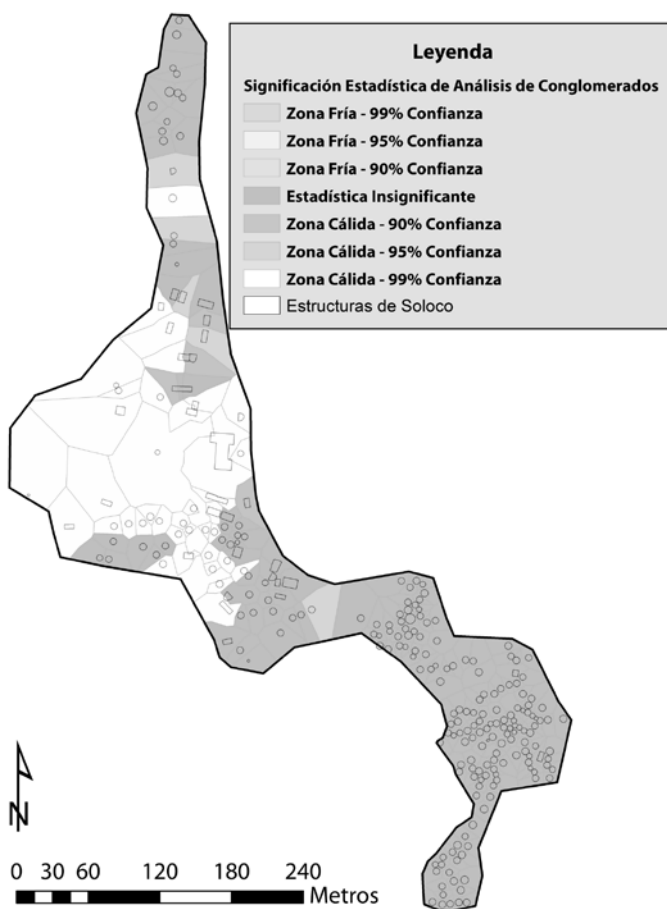 Leyenda
Significación Estadística de Análisis de Conglomerados
Zona Fría - 99% Confianza
Zona Fría - 95% Confianza
Zona Fría - 90% Confianza
Estadística Insignificante
Zona Cálida - 90% Confianza
Zona Cálida - 95% Confianza
Zona Cálida - 99% Confianza
Estructuras de Soloco
N
0 30 60 120 180 240
Metros